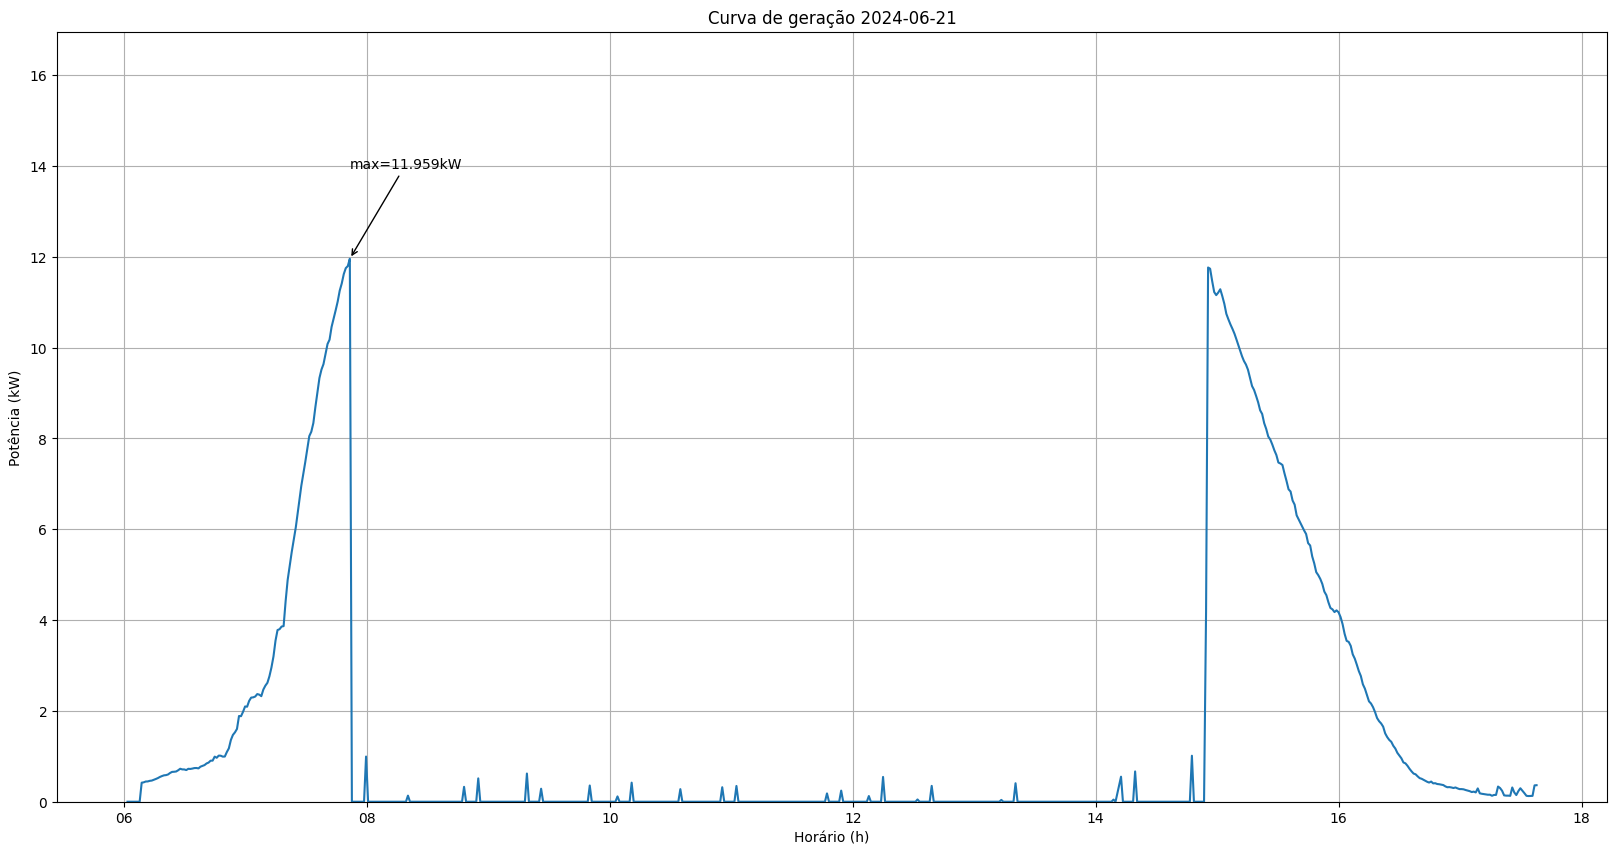 Curva de geração 2024-06-21
16
14
12
10
8
6
4
2
0
Potência (kW)
max=11.959kW
06 08 10 12 14 16 18
Horário (h)